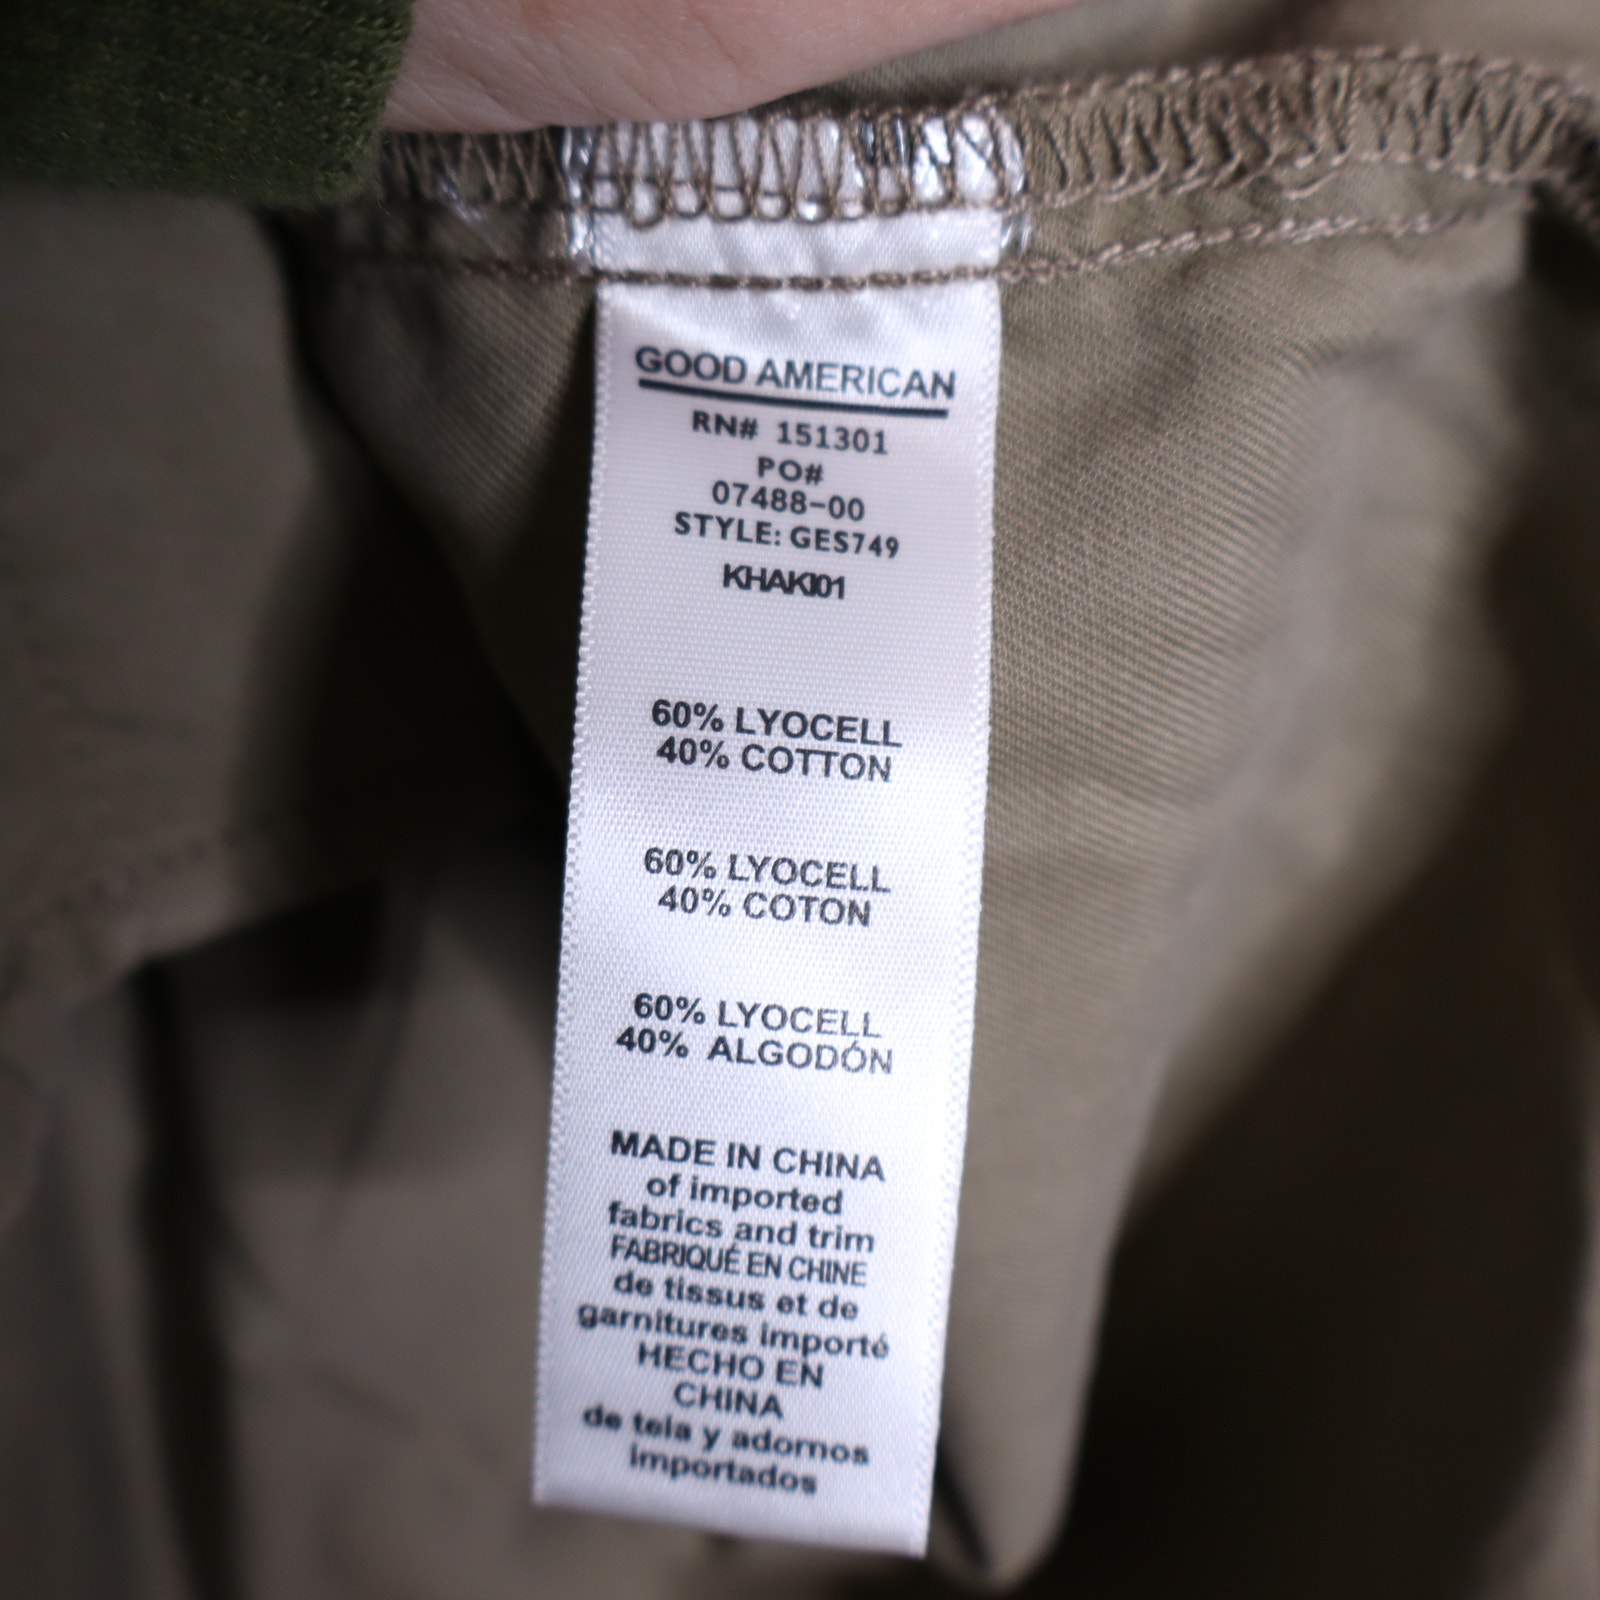 GOOD AMERICAN
RN# 151301
PO#
07488-00
STYLE: GES749
KHAKI01
60% LYOCELL
40% COTTON
60% LYOCELL
40% COTON
60% LYOCELL
40% ALGODÓN
MADE IN CHINA
of imported
fabrics and trim
FABRIQUÉ EN CHINE
de tissus et de
garnitures importé
HECHO EN
CHINA
de tela y adornos
importados